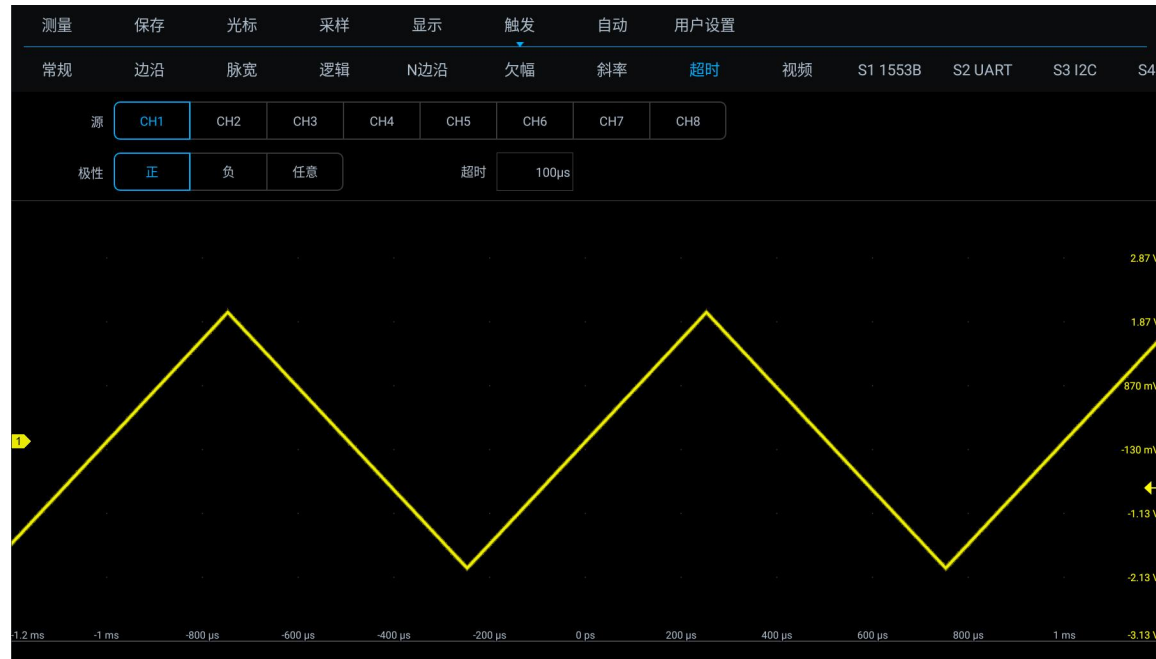 测量 保存 光标 采样 显示 触发 自动 用户设置
常规 边沿 脉宽 逻辑 N边沿 欠幅 斜率 超时 视频 S1 1553B S2 UART S3 I2C S4
源 CH1 CH2 CH3 CH4 CH5 CH6 CH7 CH8
极性 正 负 任意 超时 100µs
2.87 V
1.87 V
870 mV
1
-130 mV
-1.13 V
-2.13 V
-1.2 ms -1 ms -800 µs -600 µs -400 µs -200 µs 0 ps 200 µs 400 µs 600 µs 800 µs 1 ms -3.13 V